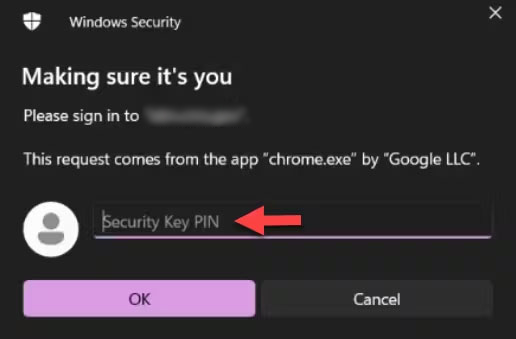 Windows Security
Making sure it's you
Please sign in to
This request comes from the app "chrome.exe" by "Google LLC".
Security Key PIN
OK
Cancel